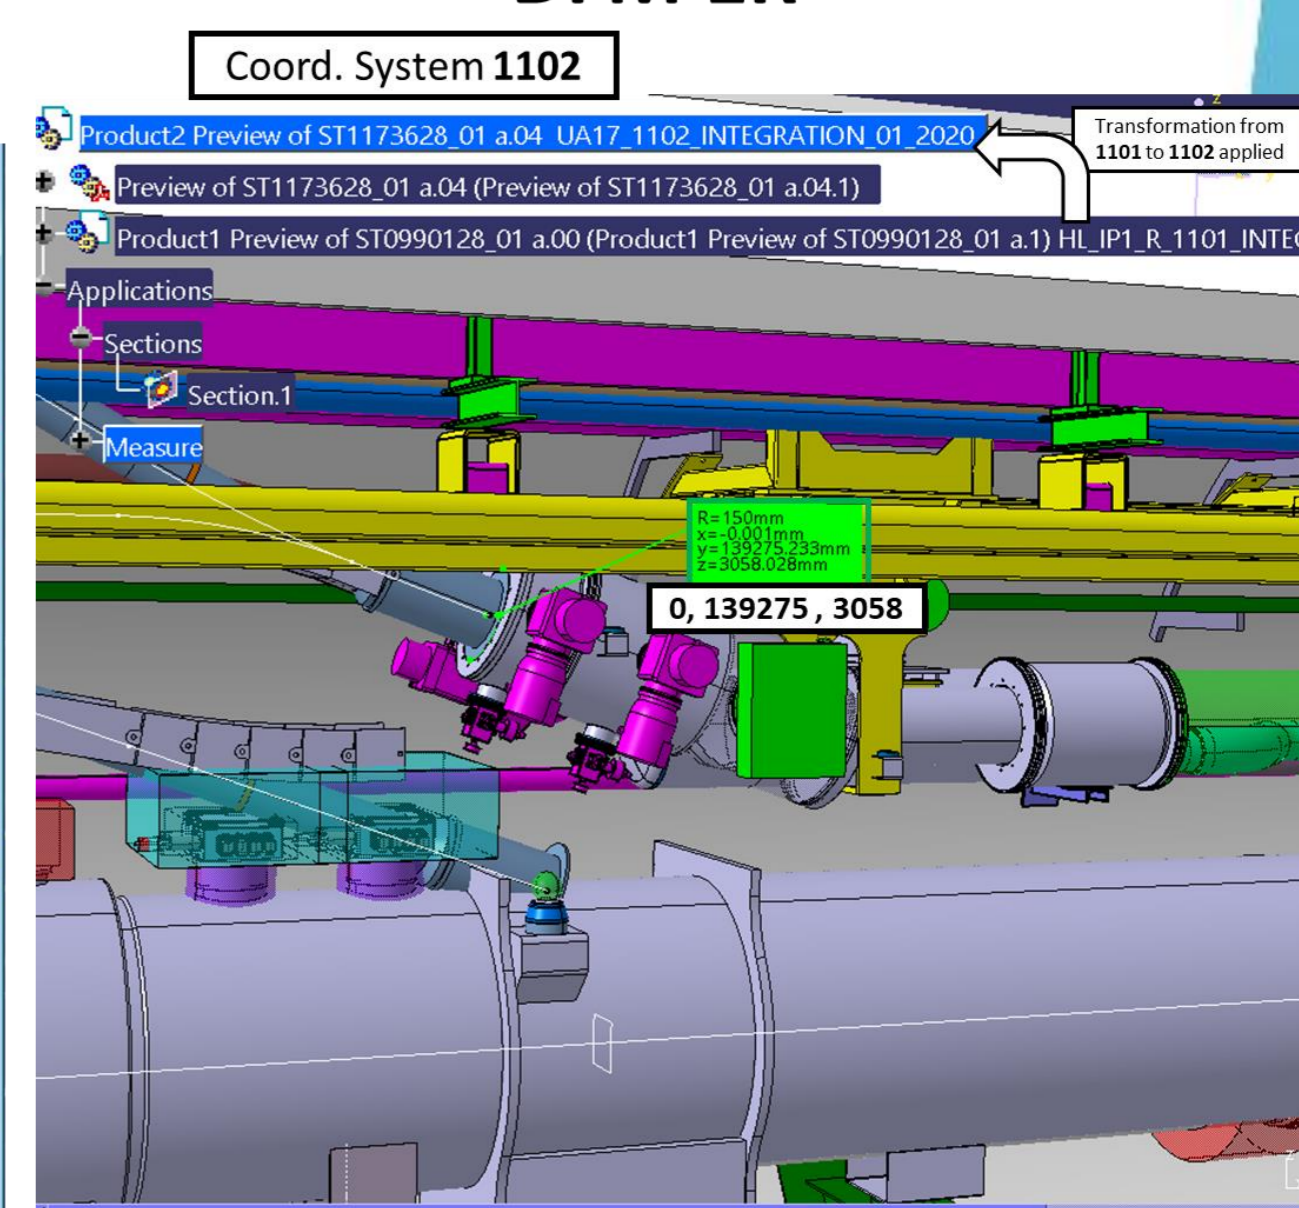 Coord. System 1102
Product2 Preview of ST1173628_01 a.04 UA17_1102_INTEGRATION_01_2020
Transformation from
1101 to 1102 applied
Preview of ST1173628_01 a.04 (Preview of ST1173628_01 a.04.1)
Product1 Preview of ST0990128_01 a.00 (Product1 Preview of ST0990128_01 a.1) HL_IP1_R_1101_INTE
Applications
Sections
Section.1
Measure
R=150mm
x=-0.001mm
y=139275.233mm
z=3058.028mm
0, 139275 , 3058
z
y